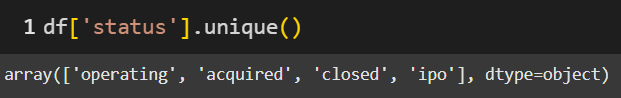 1 df['status'].unique()
array(['operating', 'acquired', 'closed', 'ipo'], dtype=object)